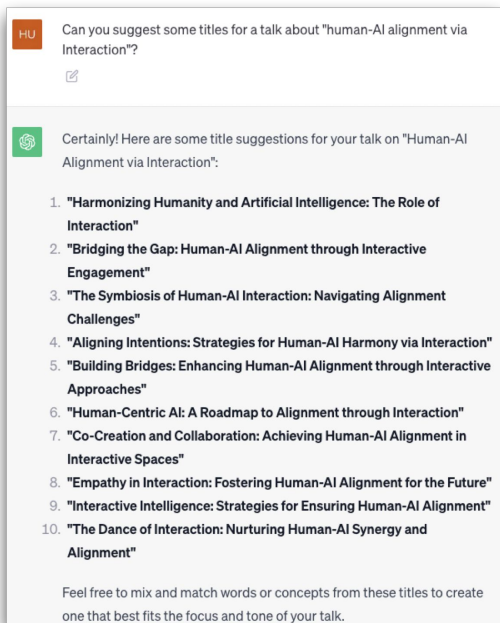 HU
Can you suggest some titles for a talk about "human-AI alignment via
Interaction"?
Certainly! Here are some title suggestions for your talk on "Human-AI
Alignment via Interaction":
1. "Harmonizing Humanity and Artificial Intelligence: The Role of
Interaction"
2. "Bridging the Gap: Human-AI Alignment through Interactive
Engagement"
3. "The Symbiosis of Human-AI Interaction: Navigating Alignment
Challenges"
4. "Aligning Intentions: Strategies for Human-AI Harmony via Interaction"
5. "Building Bridges: Enhancing Human-AI Alignment through Interactive
Approaches"
6. "Human-Centric AI: A Roadmap to Alignment through Interaction"
7. "Co-Creation and Collaboration: Achieving Human-AI Alignment in
Interactive Spaces"
8. "Empathy in Interaction: Fostering Human-AI Alignment for the Future"
9. "Interactive Intelligence: Strategies for Ensuring Human-AI Alignment"
10. "The Dance of Interaction: Nurturing Human-AI Synergy and
Alignment"
Feel free to mix and match words or concepts from these titles to create
one that best fits the focus and tone of your talk.